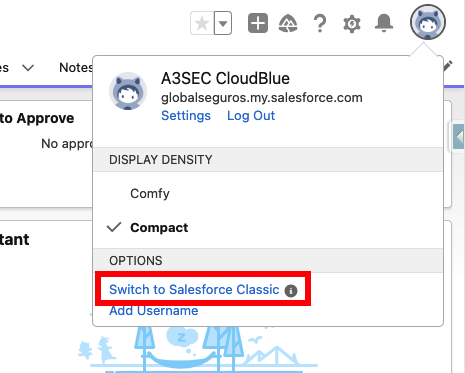 A3SEC CloudBlue
globalseguros.my.salesforce.com
Settings Log Out
DISPLAY DENSITY
Comfy
Compact
OPTIONS
Switch to Salesforce Classic
Add Username
Notes
to Approve
No appro
tant